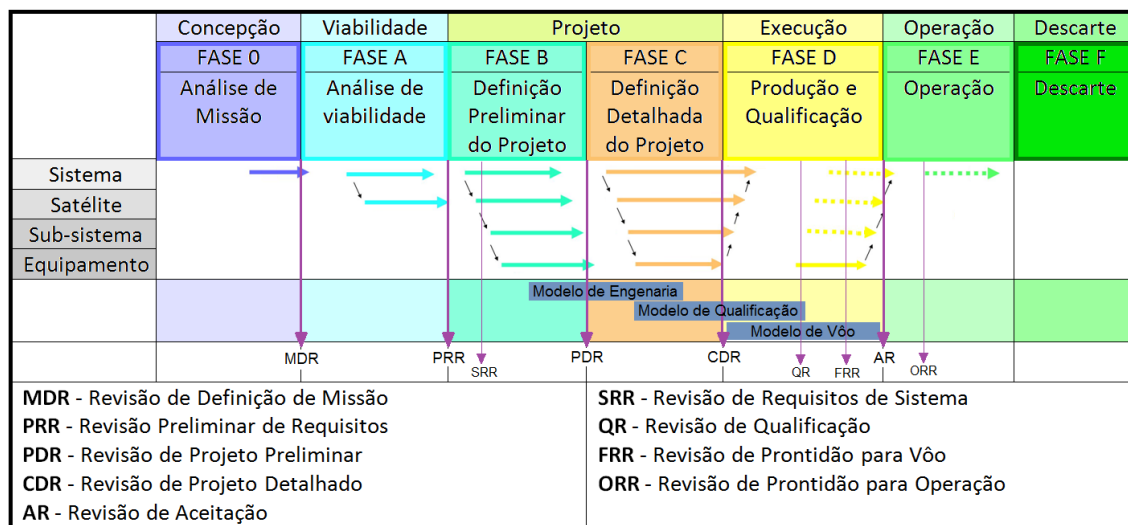 Concepção Viabilidade Projeto Execução Operação Descarte
FASE 0 FASE A FASE B FASE C FASE D FASE E FASE F
Análise de Análise de Definição Definição Produção e Operação Descarte
Missão viabilidade Preliminar Detalhada Qualificação
do Projeto do Projeto
Sistema
Satélite
Sub-sistema
Equipamento
Modelo de Engenaria
Modelo de Qualificação
Modelo de Vôo
MDR PRR PDR CDR AR
SRR QR FRR ORR
MDR - Revisão de Definição de Missão
PRR - Revisão Preliminar de Requisitos
PDR - Revisão de Projeto Preliminar
CDR - Revisão de Projeto Detalhado
AR - Revisão de Aceitação
SRR - Revisão de Requisitos de Sistema
QR - Revisão de Qualificação
FRR - Revisão de Prontidão para Vôo
ORR - Revisão de Prontidão para Operação